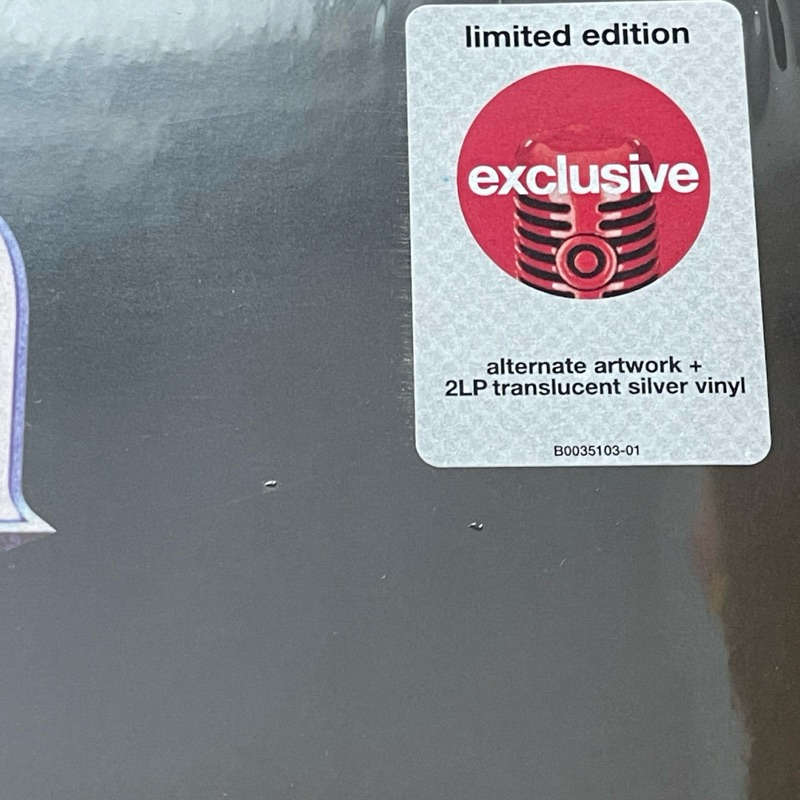 limited edition
exclusive
alternate artwork +
2LP translucent silver vinyl
B0035103-01